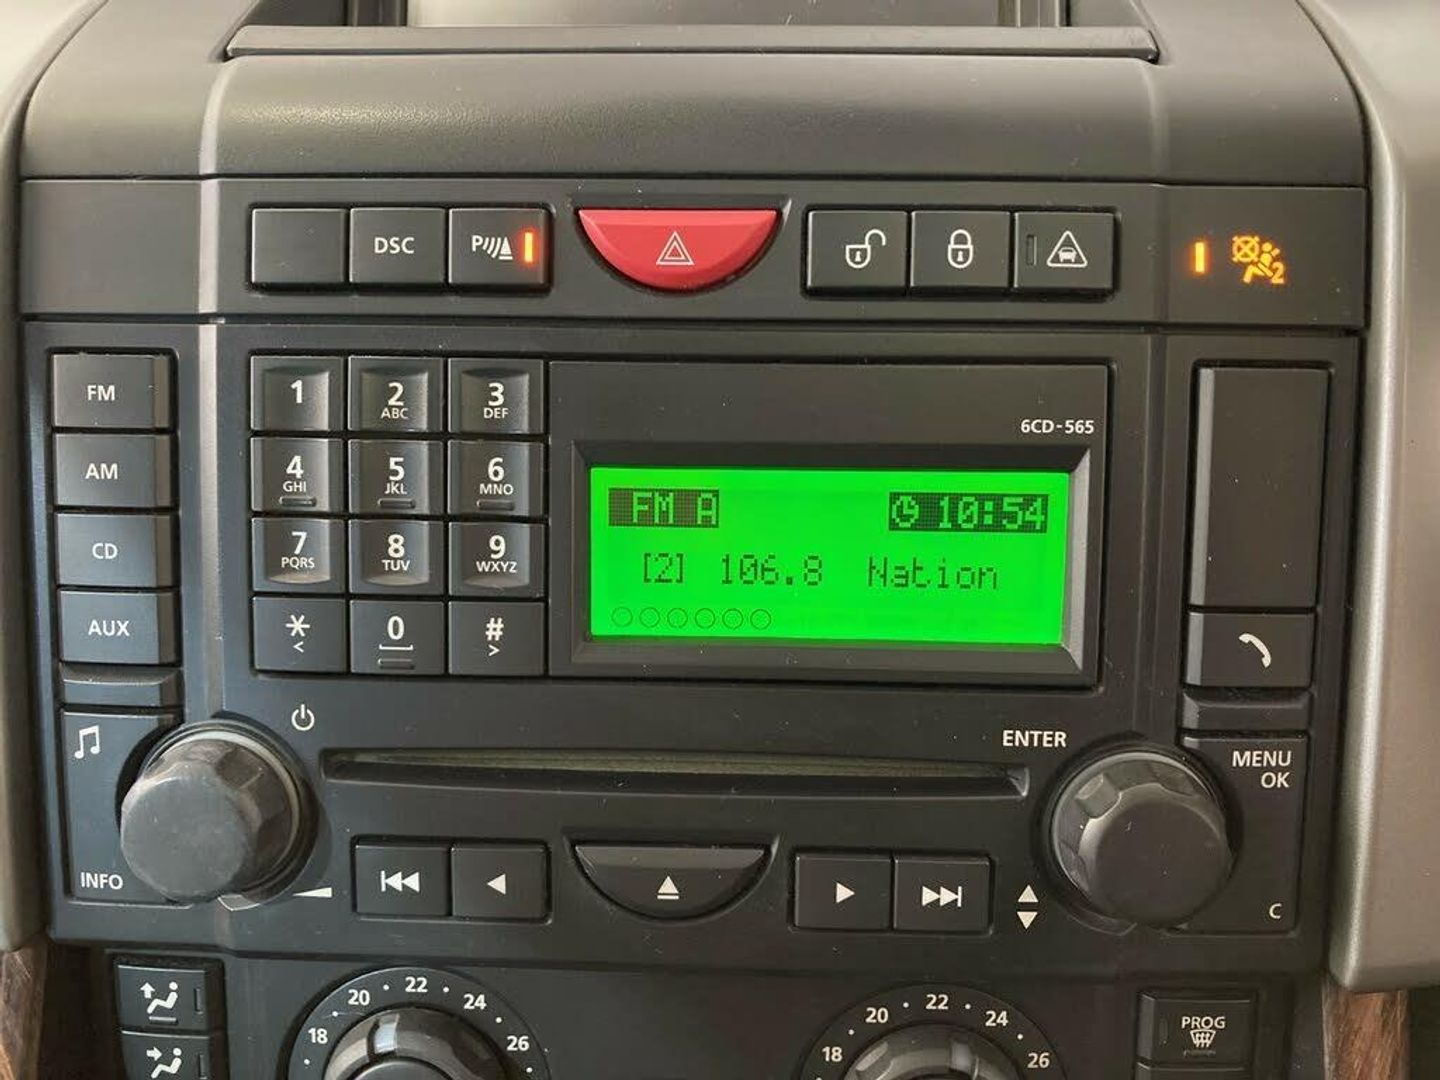 DSC
P
2
FM
1
2
ABC
3
DEF
6CD-565
AM
4
GHI
5
JKL
6
MNO
FM A
10:54
CD
7
PQRS
8
TUV
9
WXYZ
[2] 106.8 Nation
AUX
*
<
0
#
>
ENTER
MENU
OK
INFO
C
18 20 22 24 26
18 20 22 24 26
PROG